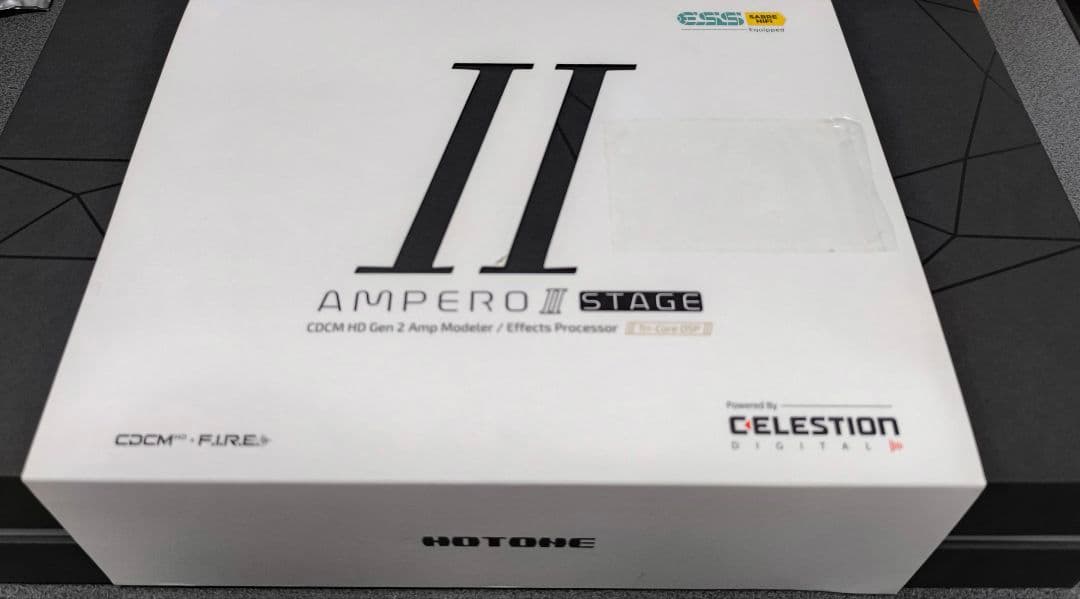 ESS SABRE HIFI
Equipped
II
AMPERO II STAGE
CDCM HD Gen 2 Amp Modeler / Effects Processor Tri-Core DSP
Powered By
CELESTION
DIGITAL
CDCM HD + F.I.R.E.
HOTONE